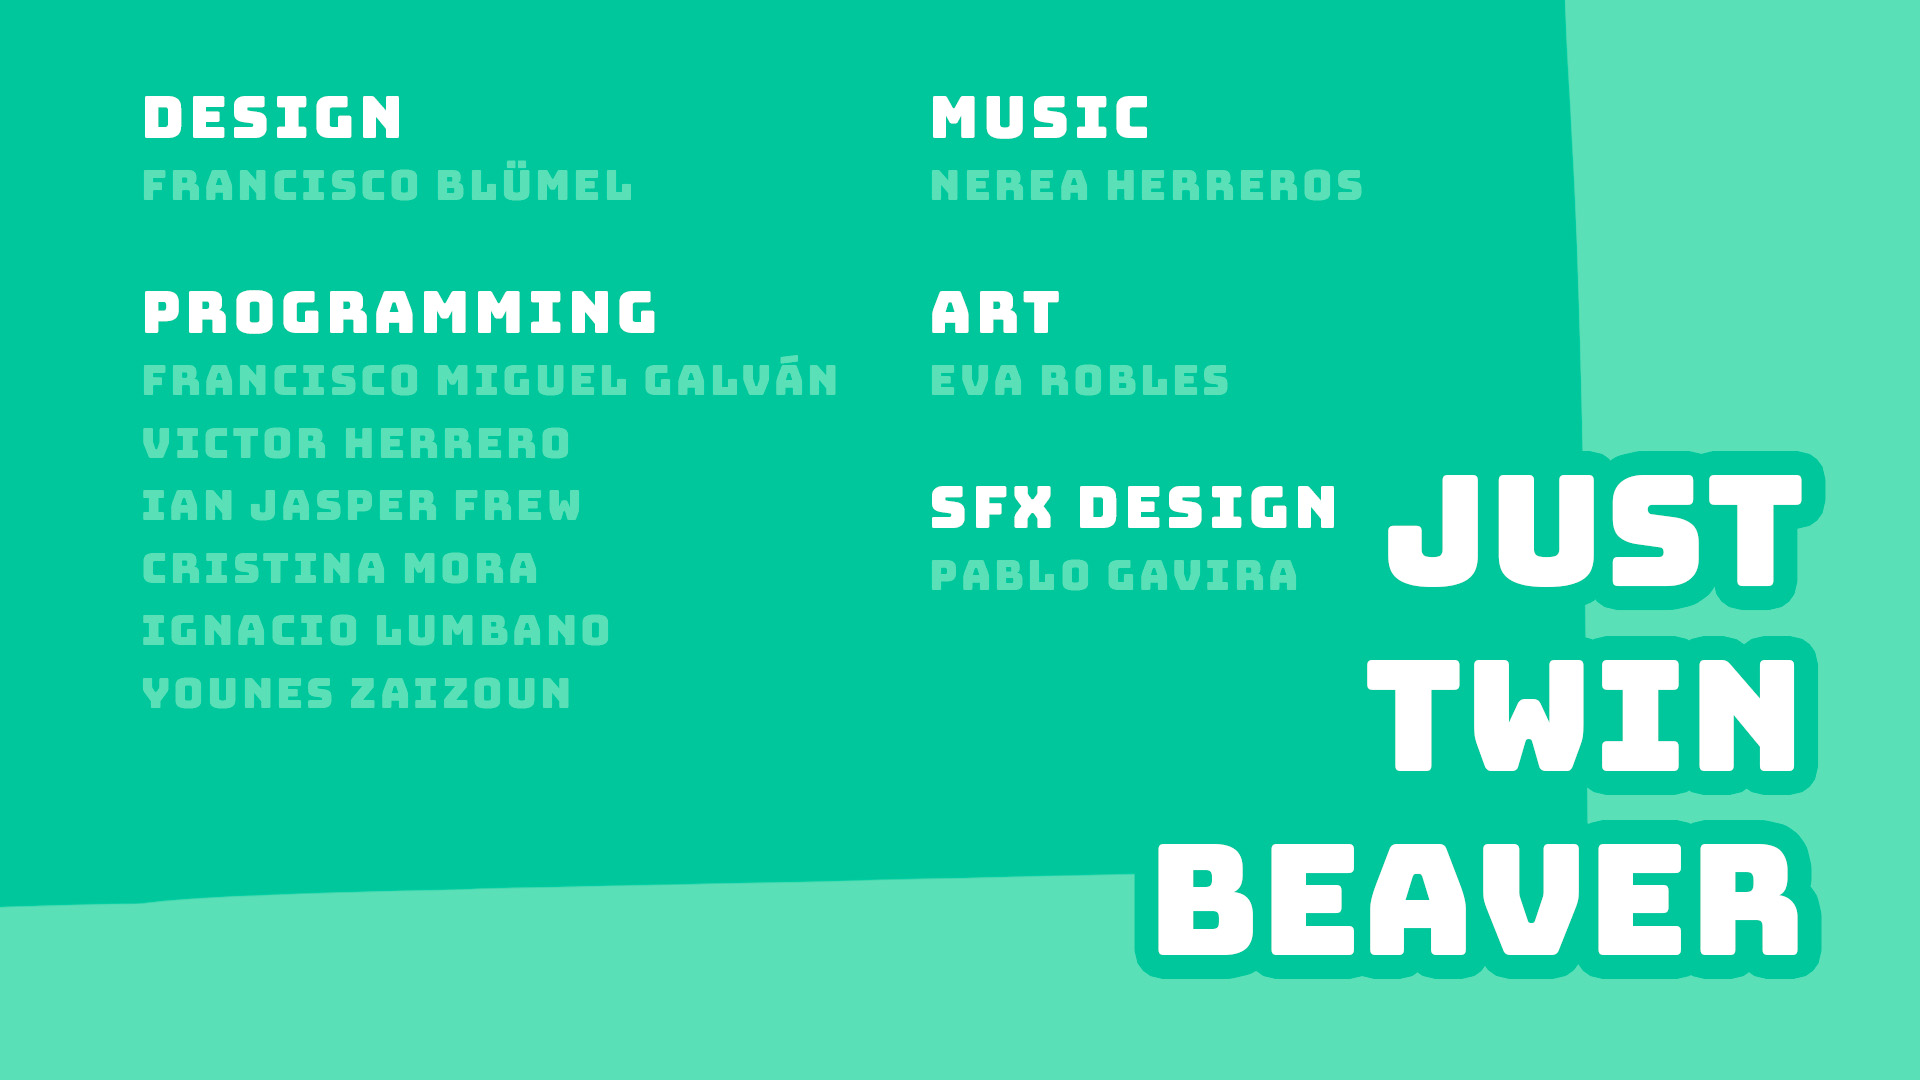 DESIGN
FRANCISCO BLÜMEL
PROGRAMMING
FRANCISCO MIGUEL GALVÁN
VICTOR HERRERO
IAN JASPER FREW
CRISTINA MORA
IGNACIO LUMBANO
YOUNES ZAIZOUN
MUSIC
NEREA HERREROS
ART
EVA ROBLES
SFX DESIGN
PABLO GAVIRA
JUST
TWIN
BEAVER